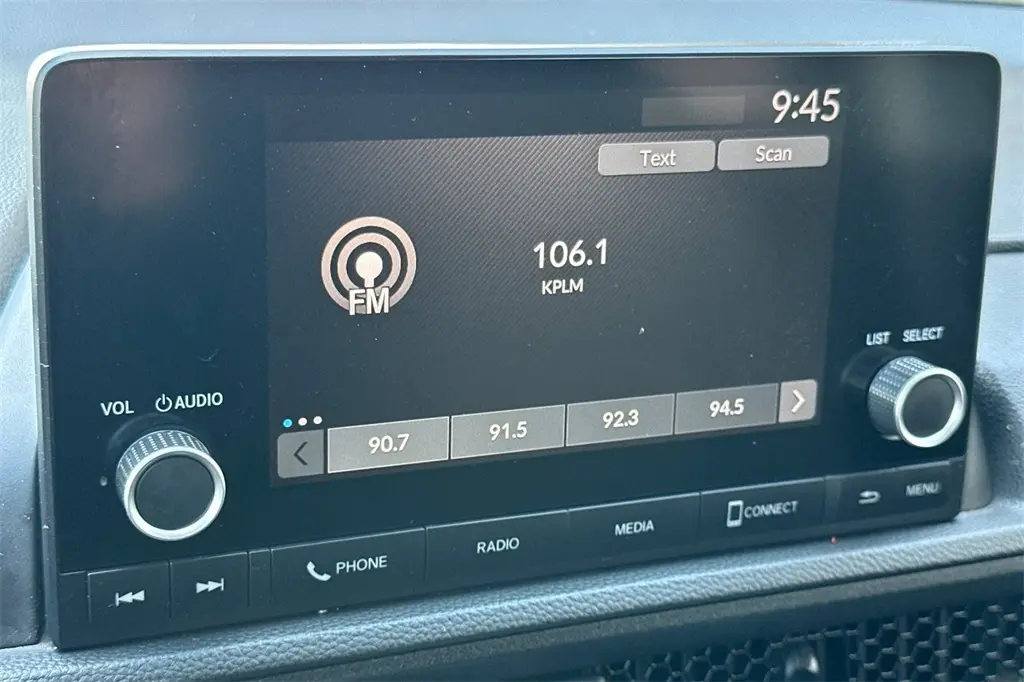 9:45
Text Scan
FM
106.1
KPLM
90.7 91.5 92.3 94.5
LIST SELECT
VOL AUDIO
PHONE RADIO MEDIA CONNECT MENU